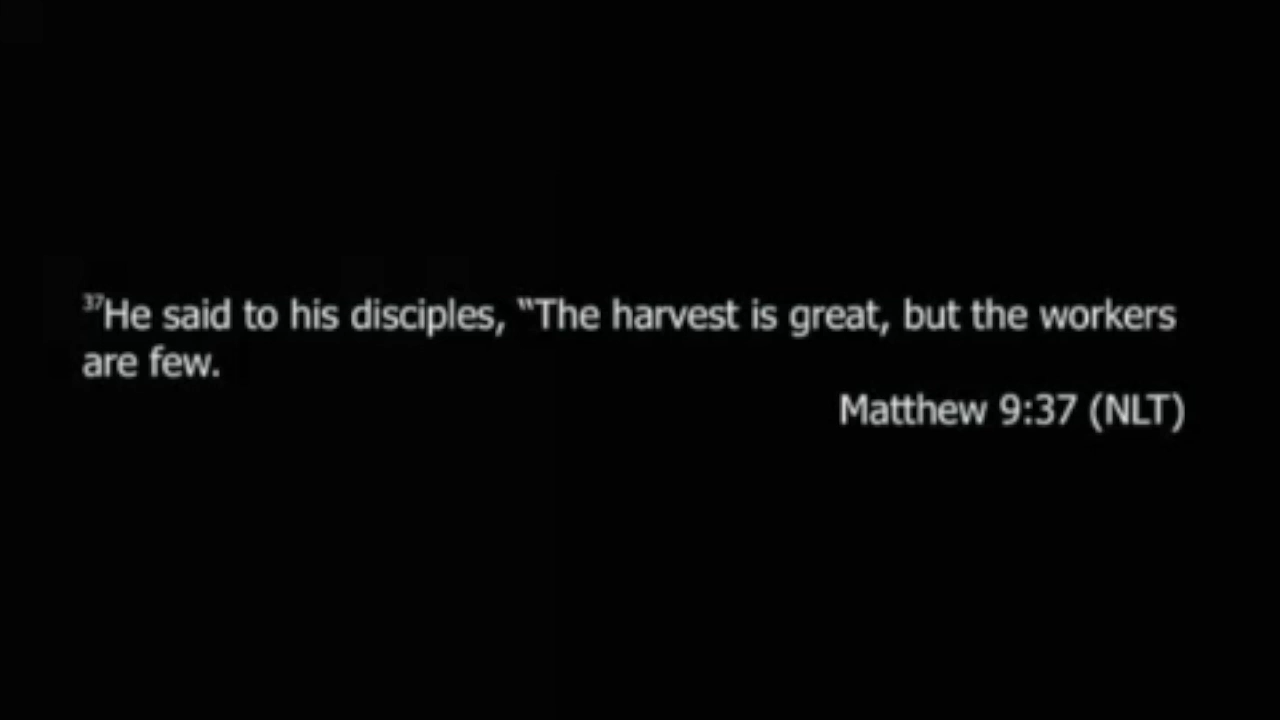 ³⁷He said to his disciples, “The harvest is great, but the workers
are few.
Matthew 9:37 (NLT)